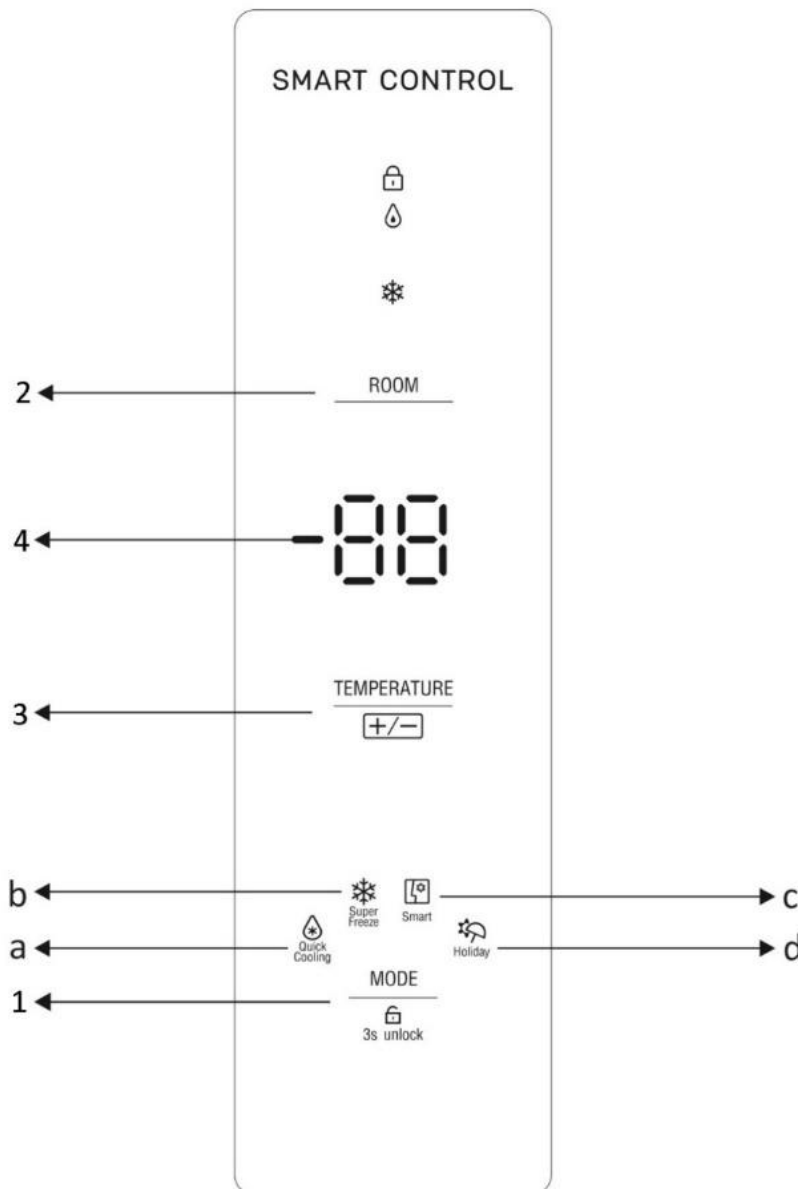 SMART CONTROL
2
ROOM
4
-88
3
TEMPERATURE
+/-
b
Super
Freeze
Smart
c
a
Quick
Cooling
Holiday
d
MODE
1
3s unlock